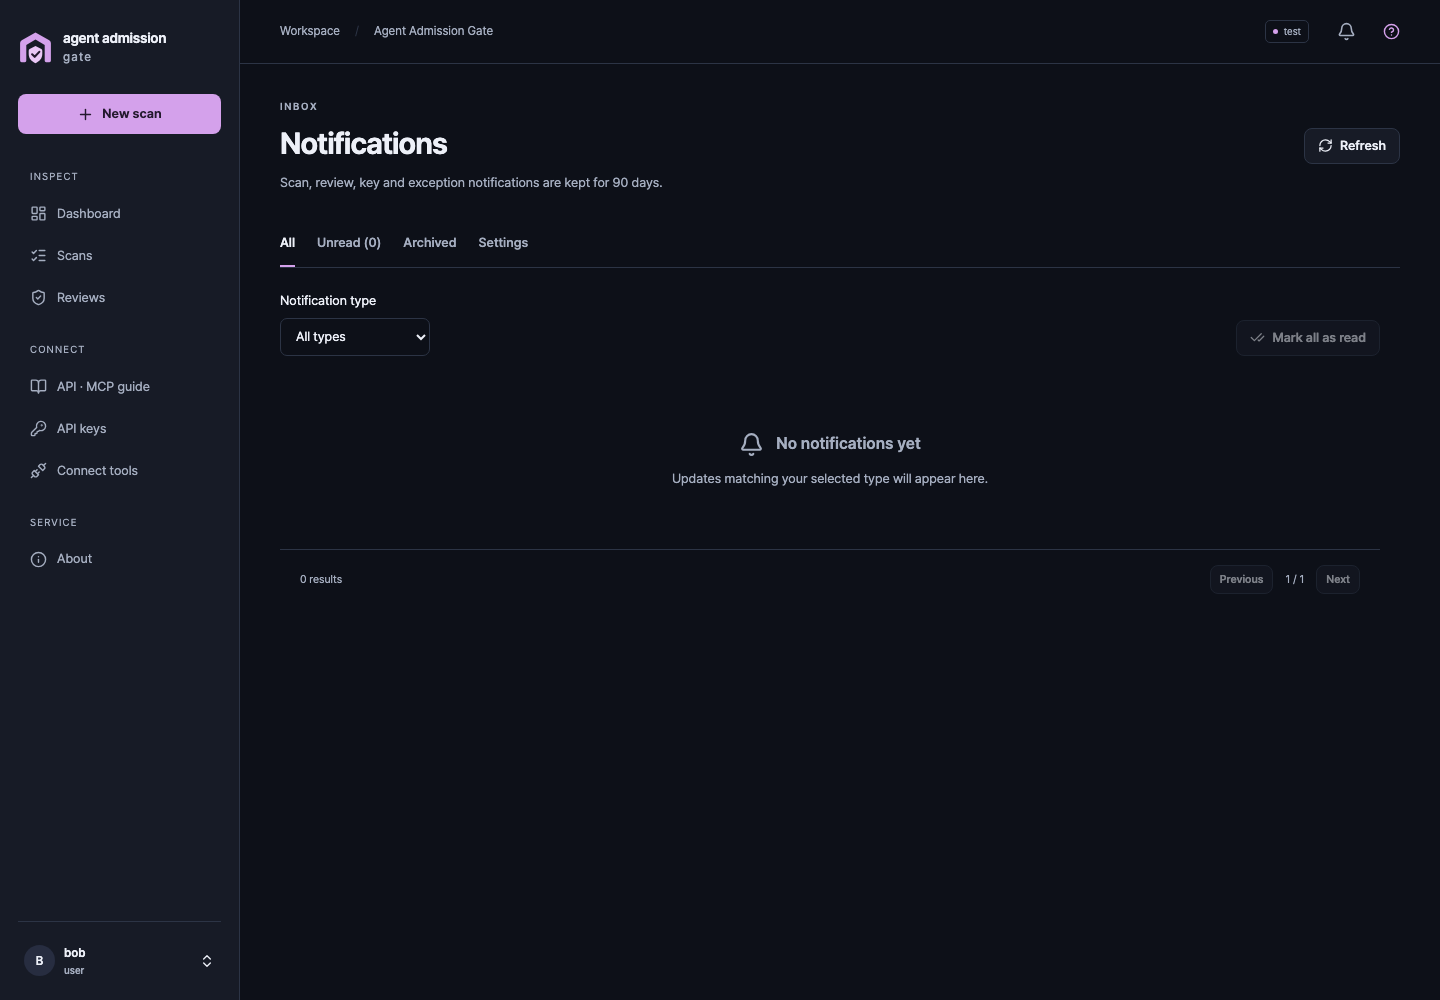 agent admission
gate
New scan
INSPECT
Dashboard
Scans
Reviews
CONNECT
API · MCP guide
API keys
Connect tools
SERVICE
About
B
bob
user
Workspace / Agent Admission Gate
test
INBOX
Notifications
Refresh
Scan, review, key and exception notifications are kept for 90 days.
All Unread (0) Archived Settings
Notification type
All types
Mark all as read
No notifications yet
Updates matching your selected type will appear here.
0 results
Previous 1 / 1 Next